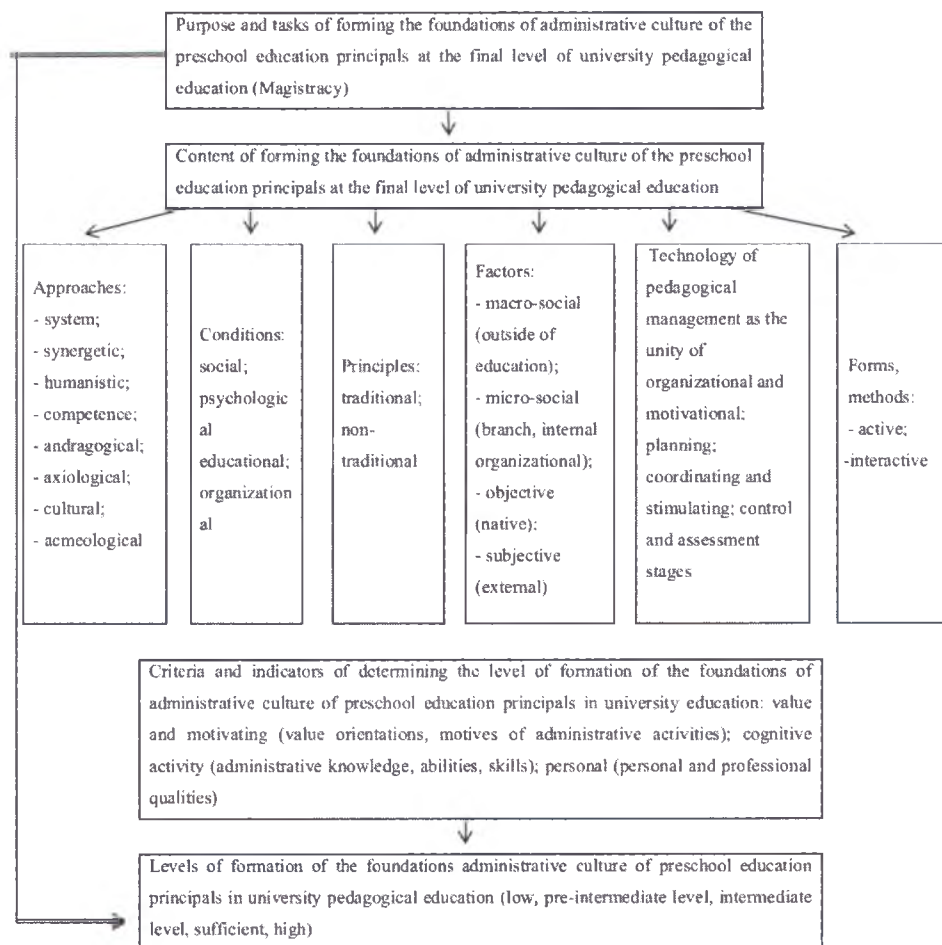 Purpose and tasks of forming the foundations of administrative culture of the
preschool education principals at the final level of university pedagogical
education (Magistracy)
Content of forming the foundations of administrative culture of the preschool
education principals at the final level of university pedagogical education
Approaches:
- system;
- synergetic;
- humanistic;
- competence;
- andragogical;
- axiological;
- cultural;
- acmeological
Conditions:
social;
psychologic
al
educational;
organization
al
Principles:
traditional;
non-
traditional
Factors:
- macro-social
(outside of
education);
- micro-social
(branch, internal
organizational);
- objective
(native):
- subjective
(external)
Technology of
pedagogical
management as the
unity of
organizational and
motivational;
planning;
coordinating and
stimulating; control
and assessment
stages
Forms,
methods:
- active;
-interactive
Criteria and indicators of determining the level of formation of the foundations of
administrative culture of preschool education principals in university education: value
and motivating (value orientations, motives of administrative activities); cognitive
activity (administrative knowledge, abilities, skills); personal (personal and professional
qualities)
Levels of formation of the foundations administrative culture of preschool education
principals in university pedagogical education (low, pre-intermediate level, intermediate
level, sufficient, high)